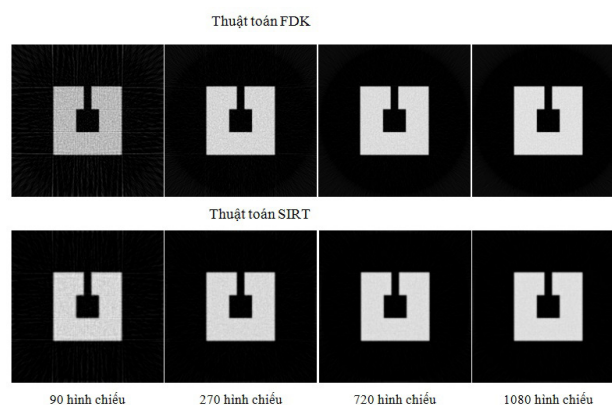 Thuật toán FDK
Thuật toán SIRT
90 hình chiếu
270 hình chiếu
720 hình chiếu
1080 hình chiếu